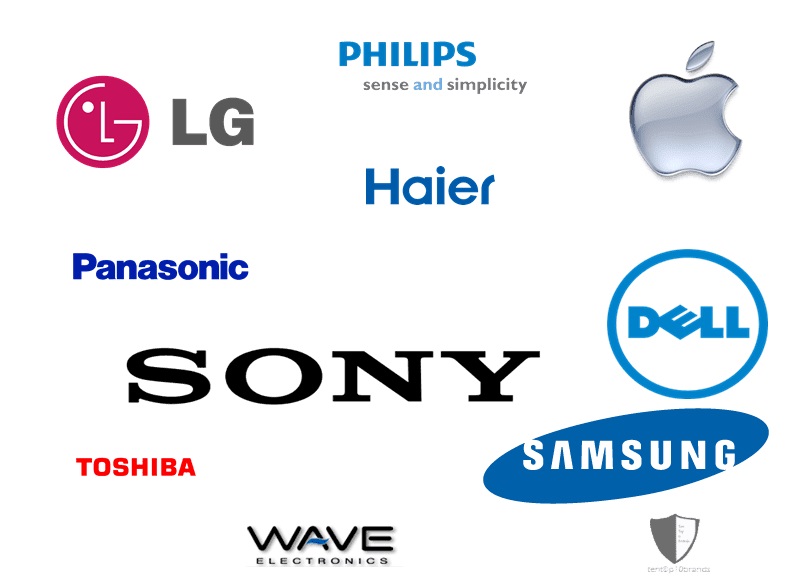 PHILIPS
sense and simplicity
LG
Haier
Panasonic
DELL
SONY
SAMSUNG
TOSHIBA
WAVE
ELECTRONICS